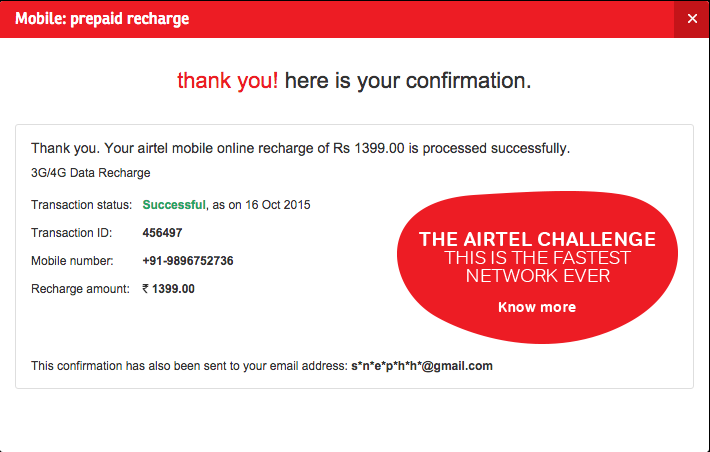 Mobile: prepaid recharge
thank you! here is your confirmation.
Thank you. Your airtel mobile online recharge of Rs 1399.00 is processed successfully.
3G/4G Data Recharge
Transaction status: Successful, as on 16 Oct 2015
Transaction ID: 456497
Mobile number: +91-9896752736
Recharge amount: ₹ 1399.00
THE AIRTEL CHALLENGE
THIS IS THE FASTEST
NETWORK EVER
Know more
This confirmation has also been sent to your email address: s*n*e*p*h*h*@gmail.com